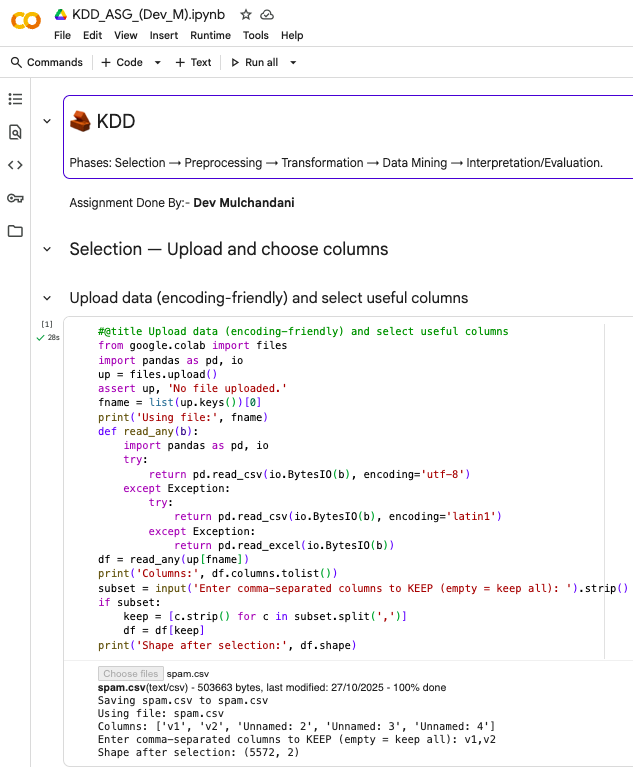 KDD_ASG_(Dev_M).ipynb
File Edit View Insert Runtime Tools Help
Commands + Code + Text Run all
KDD
Phases: Selection → Preprocessing → Transformation → Data Mining → Interpretation/Evaluation.
Assignment Done By:- Dev Mulchandani
Selection — Upload and choose columns
Upload data (encoding-friendly) and select useful columns
[1]
28s
#@title Upload data (encoding-friendly) and select useful columns
from google.colab import files
import pandas as pd, io
up = files.upload()
assert up, 'No file uploaded.'
fname = list(up.keys())[0]
print('Using file:', fname)
def read_any(b):
    import pandas as pd, io
    try:
        return pd.read_csv(io.BytesIO(b), encoding='utf-8')
    except Exception:
        try:
            return pd.read_csv(io.BytesIO(b), encoding='latin1')
        except Exception:
            return pd.read_excel(io.BytesIO(b))
df = read_any(up[fname])
print('Columns:', df.columns.tolist())
subset = input('Enter comma-separated columns to KEEP (empty = keep all): ').strip()
if subset:
    keep = [c.strip() for c in subset.split(',')]
    df = df[keep]
print('Shape after selection:', df.shape)
Choose files spam.csv
spam.csv(text/csv) - 503663 bytes, last modified: 27/10/2025 - 100% done
Saving spam.csv to spam.csv
Using file: spam.csv
Columns: ['v1', 'v2', 'Unnamed: 2', 'Unnamed: 3', 'Unnamed: 4']
Enter comma-separated columns to KEEP (empty = keep all): v1,v2
Shape after selection: (5572, 2)